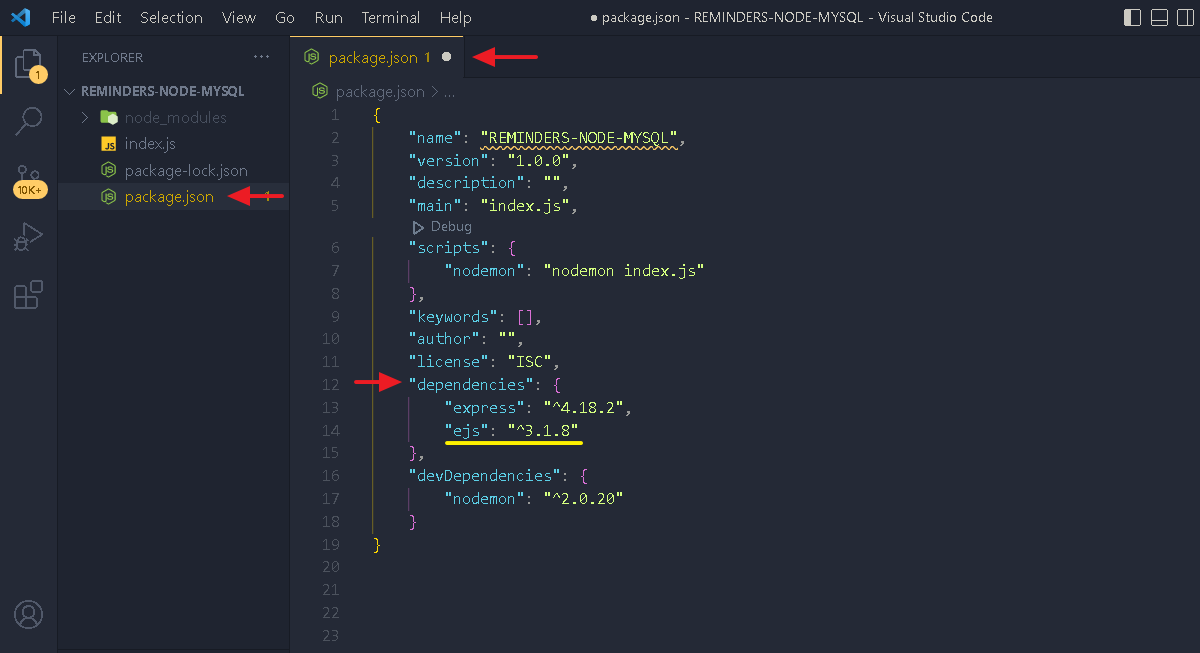 File Edit Selection View Go Run Terminal Help
● package.json - REMINDERS-NODE-MYSQL - Visual Studio Code
1
10K+
EXPLORER ...
REMINDERS-NODE-MYSQL
node_modules
JS index.js
package-lock.json
package.json 1
JS package.json 1 ●
JS package.json > ...
1 {
2 "name": "REMINDERS-NODE-MYSQL",
3 "version": "1.0.0",
4 "description": "",
5 "main": "index.js",
Debug
6 "scripts": {
7 "nodemon": "nodemon index.js"
8 },
9 "keywords": [],
10 "author": "",
11 "license": "ISC",
12 "dependencies": {
13 "express": "^4.18.2",
14 "ejs": "^3.1.8"
15 },
16 "devDependencies": {
17 "nodemon": "^2.0.20"
18 }
19 }
20
21
22
23